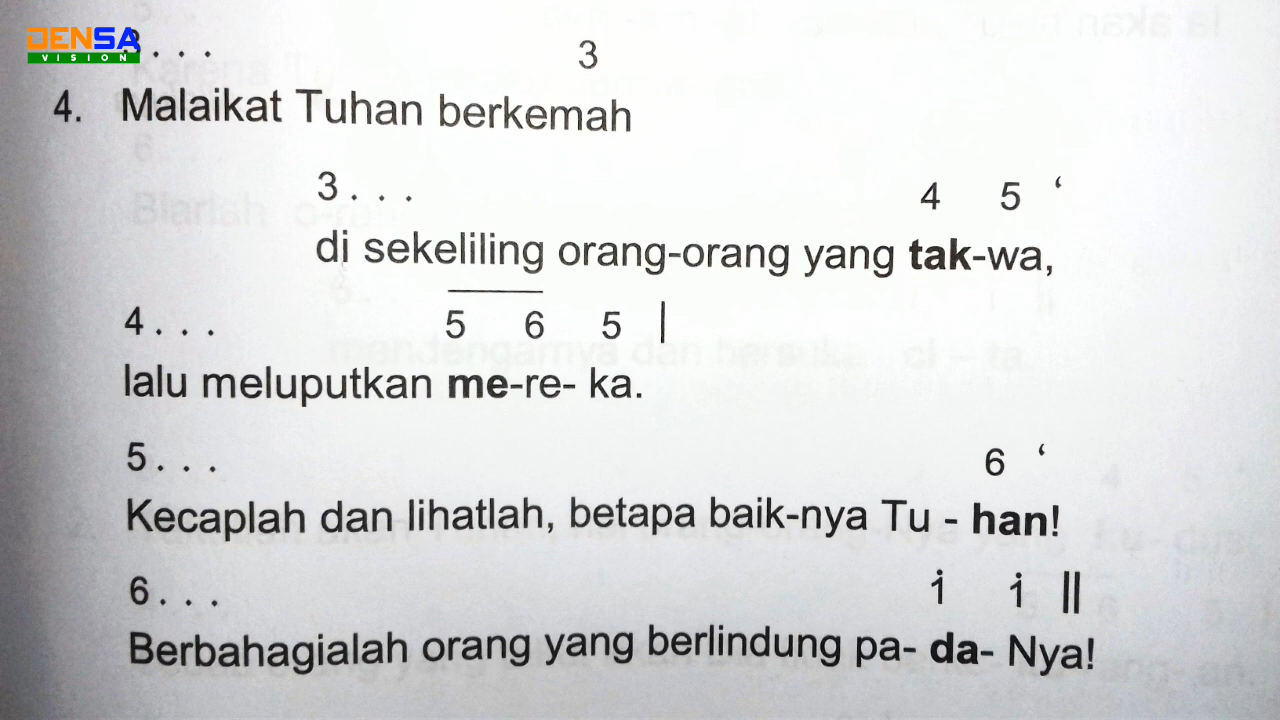 DENSA
VISION
3 . . . 3
4. Malaikat Tuhan berkemah
3 . . . 4 5 ‘
di sekeliling orang-orang yang tak-wa,
4 . . . 5 6 5 |
lalu meluputkan me-re- ka.
5 . . . 6 ‘
Kecaplah dan lihatlah, betapa baik-nya Tu - han!
6 . . . i i ||
Berbahagialah orang yang berlindung pa- da- Nya!